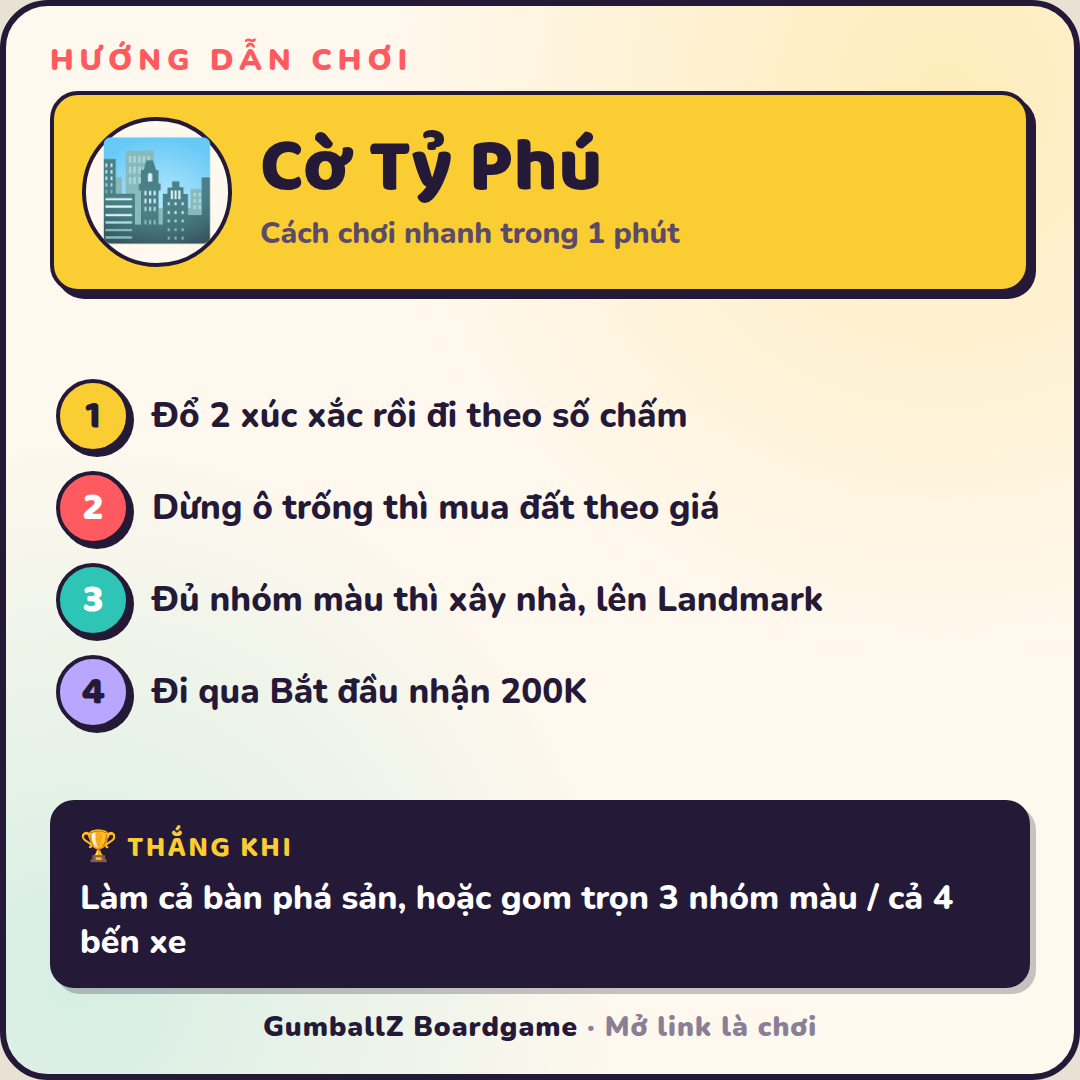 HƯỚNG DẪN CHƠI
Cờ Tỷ Phú
Cách chơi nhanh trong 1 phút
1 Đổ 2 xúc xắc rồi đi theo số chấm
2 Dừng ô trống thì mua đất theo giá
3 Đủ nhóm màu thì xây nhà, lên Landmark
4 Đi qua Bắt đầu nhận 200K
🏆 THẮNG KHI
Làm cả bàn phá sản, hoặc gom trọn 3 nhóm màu / cả 4
bến xe
GumballZ Boardgame · Mở link là chơi